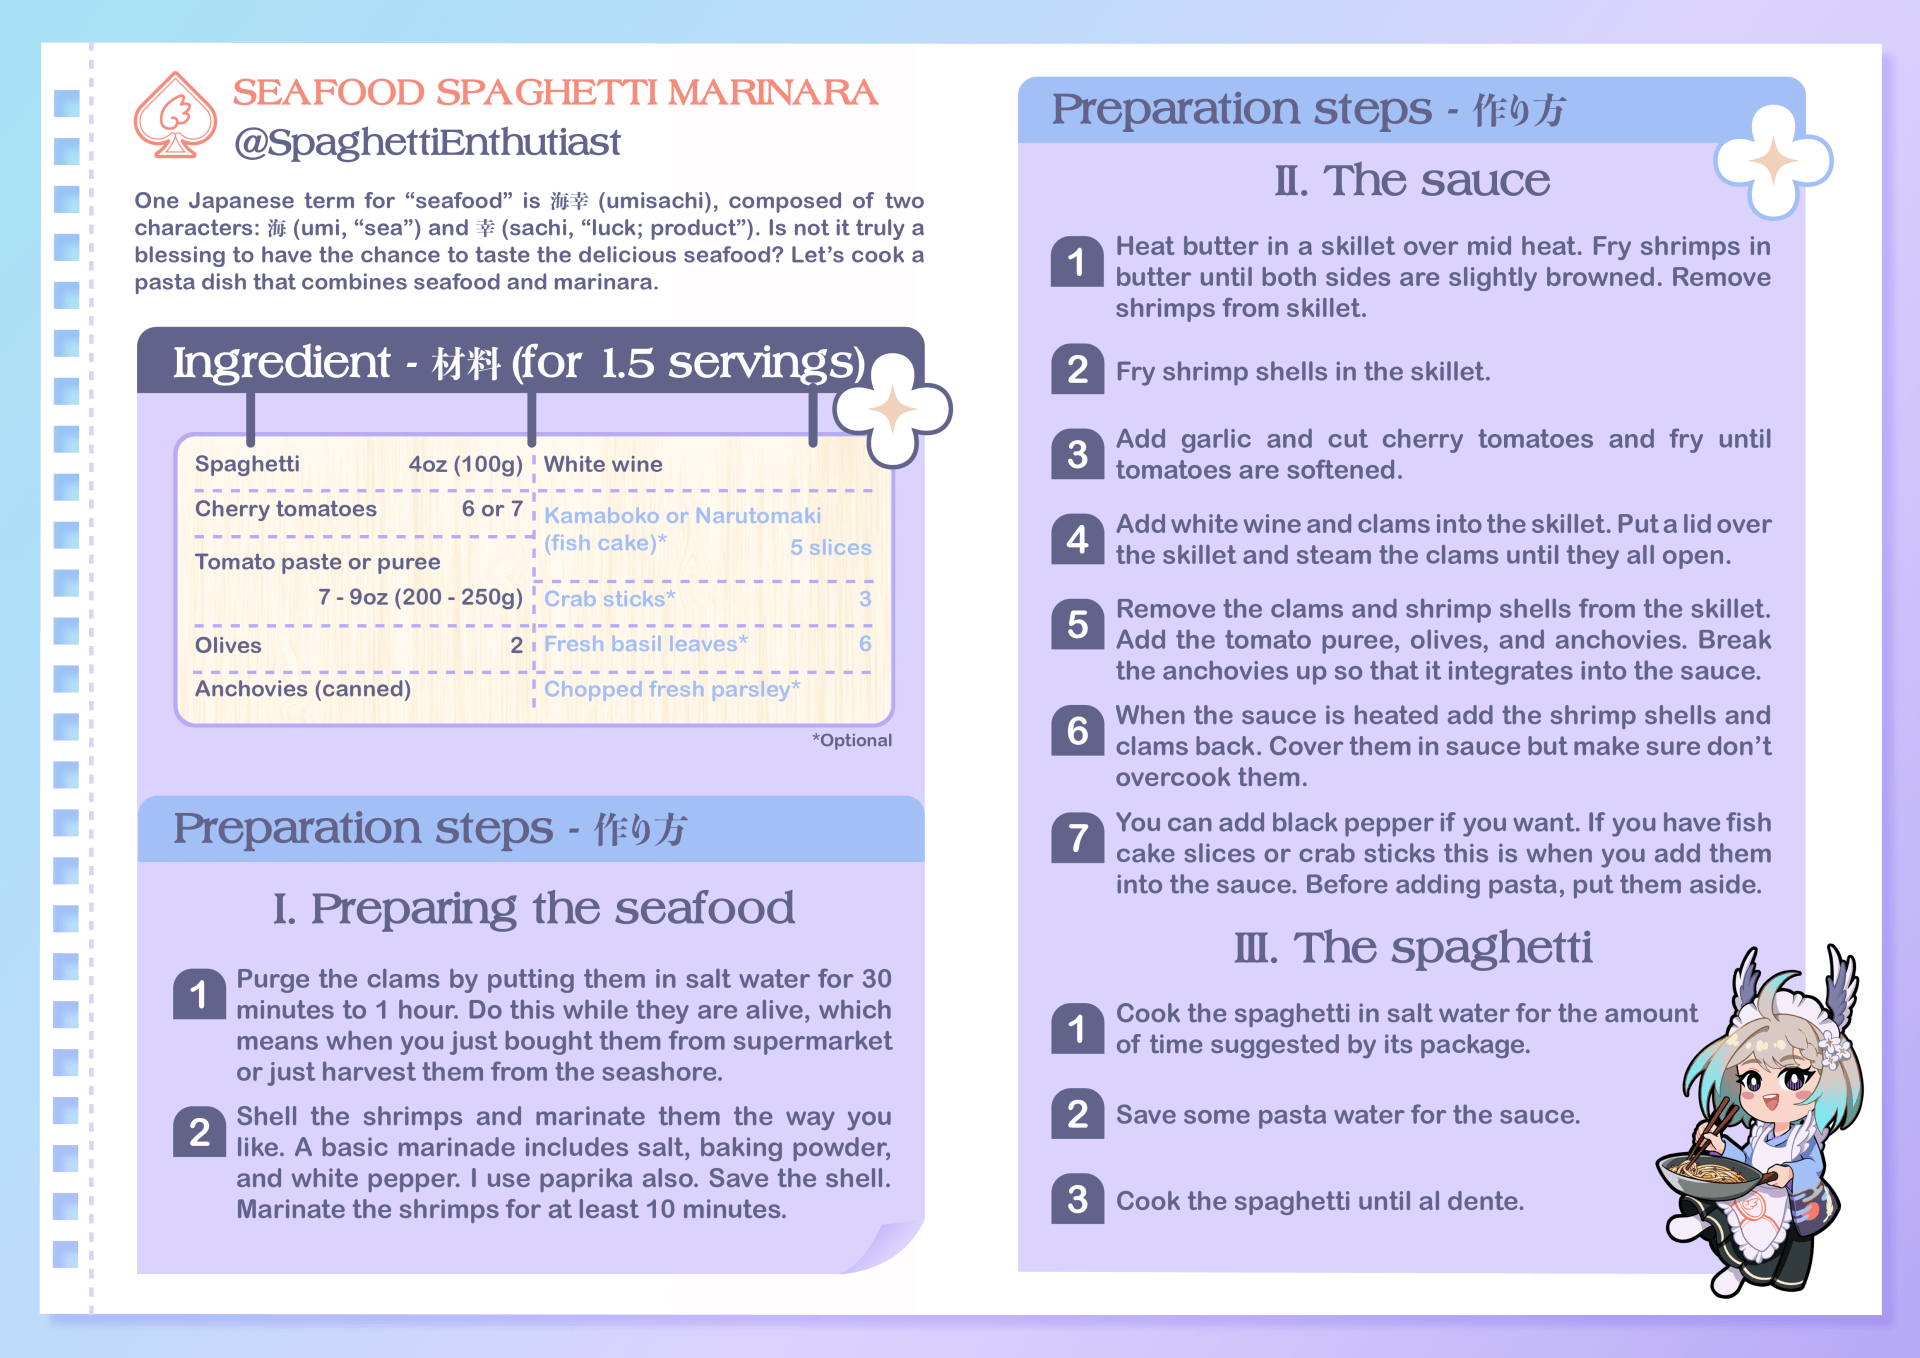 SEAFOOD SPAGHETTI MARINARA
@SpaghettiEnthutiast
One Japanese term for “seafood” is 海幸 (umisachi), composed of two
characters: 海 (umi, “sea”) and 幸 (sachi, “luck; product”). Is not it truly a
blessing to have the chance to taste the delicious seafood? Let’s cook a
pasta dish that combines seafood and marinara.
Ingredient - 材料 (for 1.5 servings)
Spaghetti 4oz (100g)
Cherry tomatoes 6 or 7
Tomato paste or puree
7 - 9oz (200 - 250g)
Olives 2
Anchovies (canned)
White wine
Kamaboko or Narutomaki
(fish cake)* 5 slices
Crab sticks* 3
Fresh basil leaves* 6
Chopped fresh parsley*
*Optional
Preparation steps - 作り方
I. Preparing the seafood
1 Purge the clams by putting them in salt water for 30
minutes to 1 hour. Do this while they are alive, which
means when you just bought them from supermarket
or just harvest them from the seashore.
2 Shell the shrimps and marinate them the way you
like. A basic marinade includes salt, baking powder,
and white pepper. I use paprika also. Save the shell.
Marinate the shrimps for at least 10 minutes.
Preparation steps - 作り方
II. The sauce
1 Heat butter in a skillet over mid heat. Fry shrimps in
butter until both sides are slightly browned. Remove
shrimps from skillet.
2 Fry shrimp shells in the skillet.
3 Add garlic and cut cherry tomatoes and fry until
tomatoes are softened.
4 Add white wine and clams into the skillet. Put a lid over
the skillet and steam the clams until they all open.
5 Remove the clams and shrimp shells from the skillet.
Add the tomato puree, olives, and anchovies. Break
the anchovies up so that it integrates into the sauce.
6 When the sauce is heated add the shrimp shells and
clams back. Cover them in sauce but make sure don’t
overcook them.
7 You can add black pepper if you want. If you have fish
cake slices or crab sticks this is when you add them
into the sauce. Before adding pasta, put them aside.
III. The spaghetti
1 Cook the spaghetti in salt water for the amount
of time suggested by its package.
2 Save some pasta water for the sauce.
3 Cook the spaghetti until al dente.